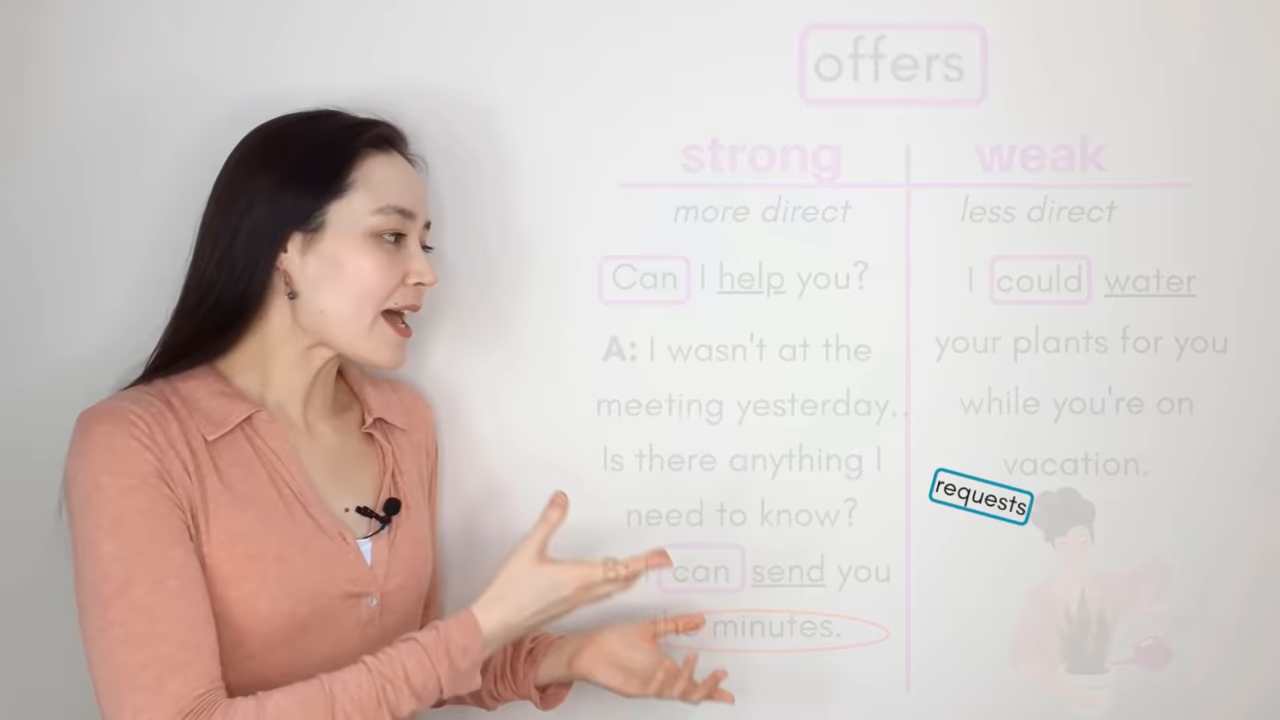 offers
strong
weak
more direct
less direct
Can I help you?
A: I wasn't at the
meeting yesterday..
Is there anything I
need to know?
B: I can send you
the minutes.
I could water
your plants for you
while you're on
vacation.
requests